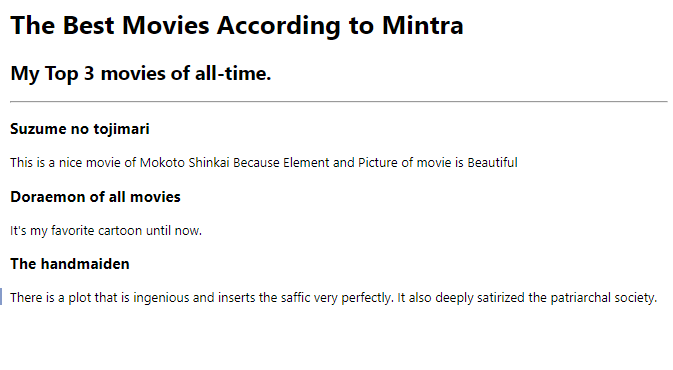 The Best Movies According to Mintra
My Top 3 movies of all-time.
Suzume no tojimari
This is a nice movie of Mokoto Shinkai Because Element and Picture of movie is Beautiful
Doraemon of all movies
It's my favorite cartoon until now.
The handmaiden
There is a plot that is ingenious and inserts the saffic very perfectly. It also deeply satirized the patriarchal society.